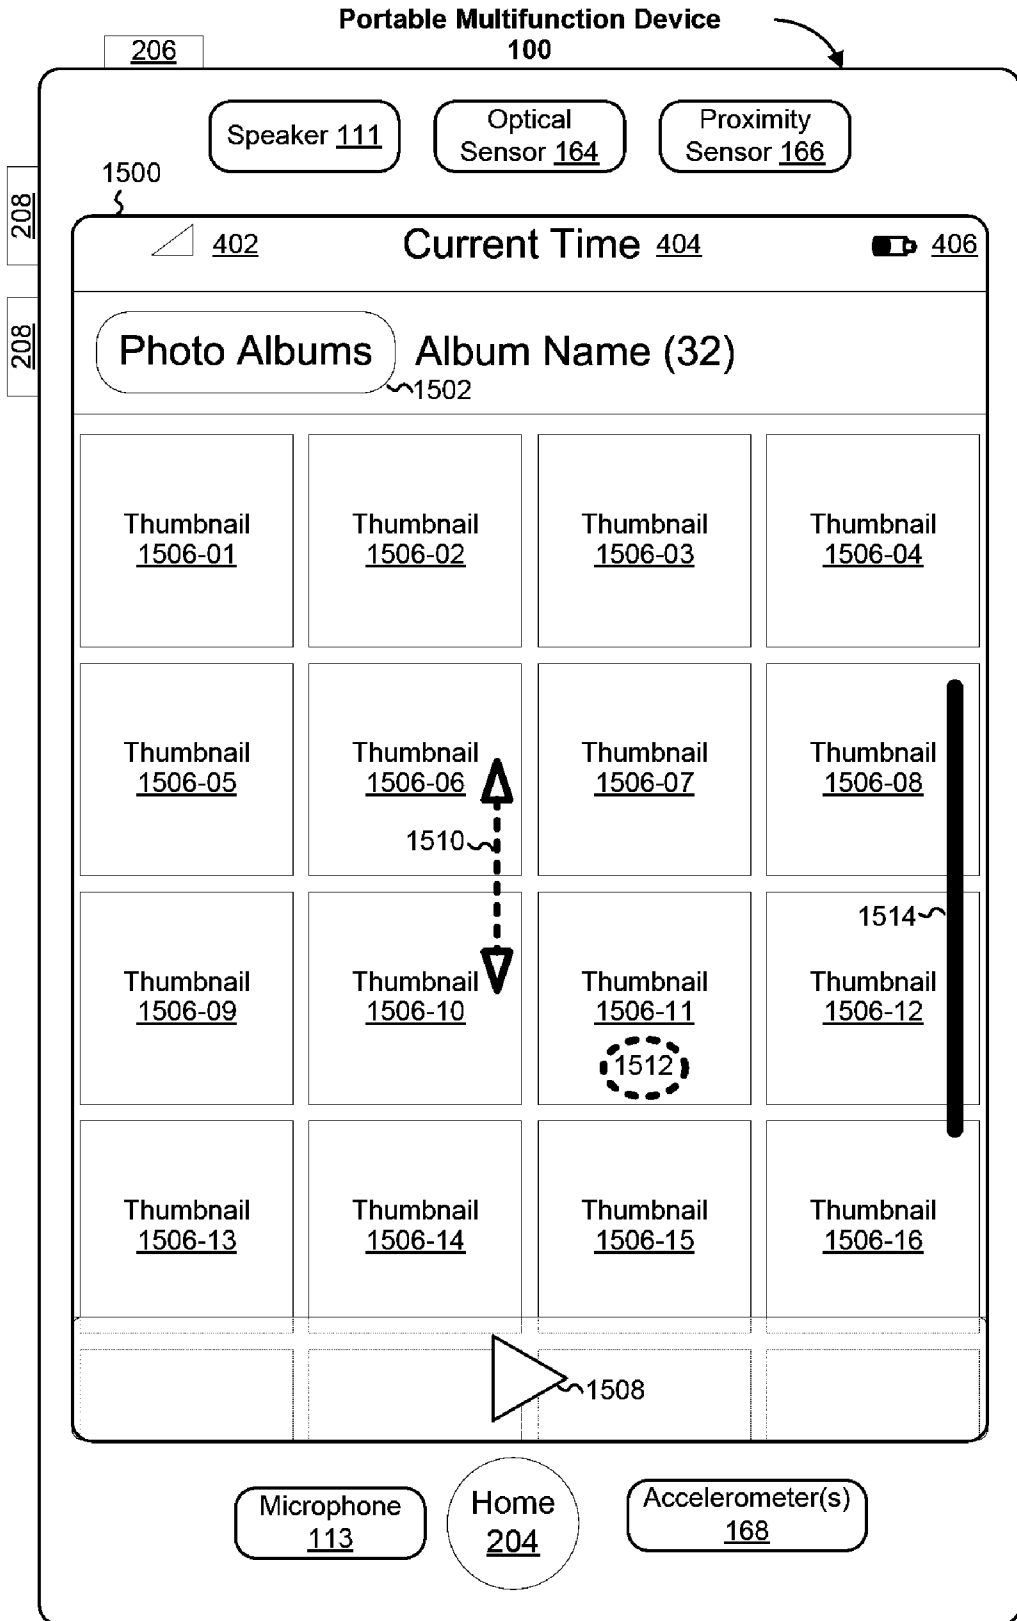 Portable Multifunction Device
100
206
Speaker 111
Optical
Sensor 164
Proximity
Sensor 166
1500
208
208
402
Current Time 404
406
Photo Albums
Album Name (32)
1502
Thumbnail
1506-01
Thumbnail
1506-02
Thumbnail
1506-03
Thumbnail
1506-04
Thumbnail
1506-05
Thumbnail
1506-06
Thumbnail
1506-07
Thumbnail
1506-08
1510
1514
Thumbnail
1506-09
Thumbnail
1506-10
Thumbnail
1506-11
Thumbnail
1506-12
1512
Thumbnail
1506-13
Thumbnail
1506-14
Thumbnail
1506-15
Thumbnail
1506-16
1508
Microphone
113
Home
204
Accelerometer(s)
168